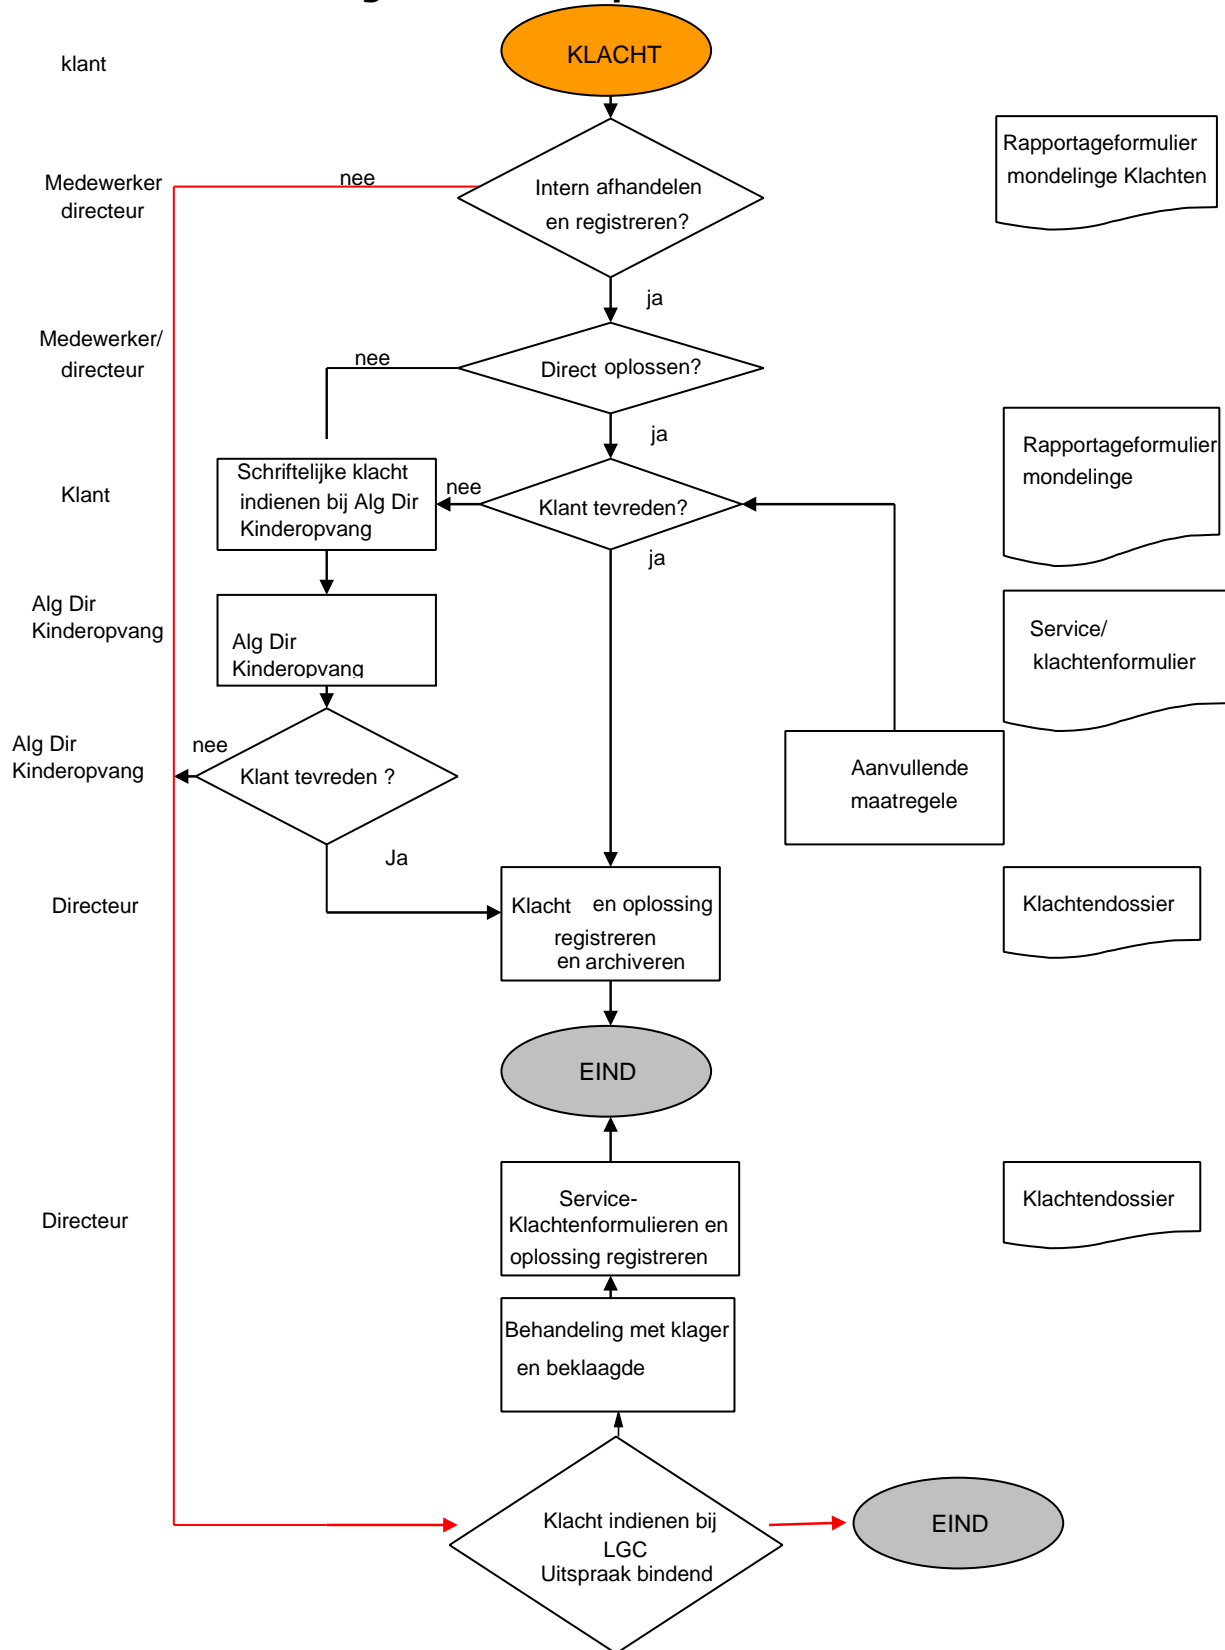 KLACHT
klant
Rapportageformulier
mondelinge Klachten
Medewerker
directeur
nee
Intern afhandelen
en registreren?
ja
Medewerker/
directeur
nee
Direct oplossen?
ja
Rapportageformulier
mondelinge
Klant
Schriftelijke klacht
indienen bij Alg Dir
Kinderopvang
nee
Klant tevreden?
ja
Alg Dir
Kinderopvang
Alg Dir
Kinderopvang
Service/
klachtenformulier
Alg Dir
Kinderopvang
nee
Klant tevreden ?
Ja
Aanvullende
maatregele
Directeur
Klacht en oplossing
registreren
en archiveren
Klachtendossier
EIND
Directeur
Service-
Klachtenformulieren en
oplossing registreren
Klachtendossier
Behandeling met klager
en beklaagde
Klacht indienen bij
LGC
Uitspraak bindend
EIND